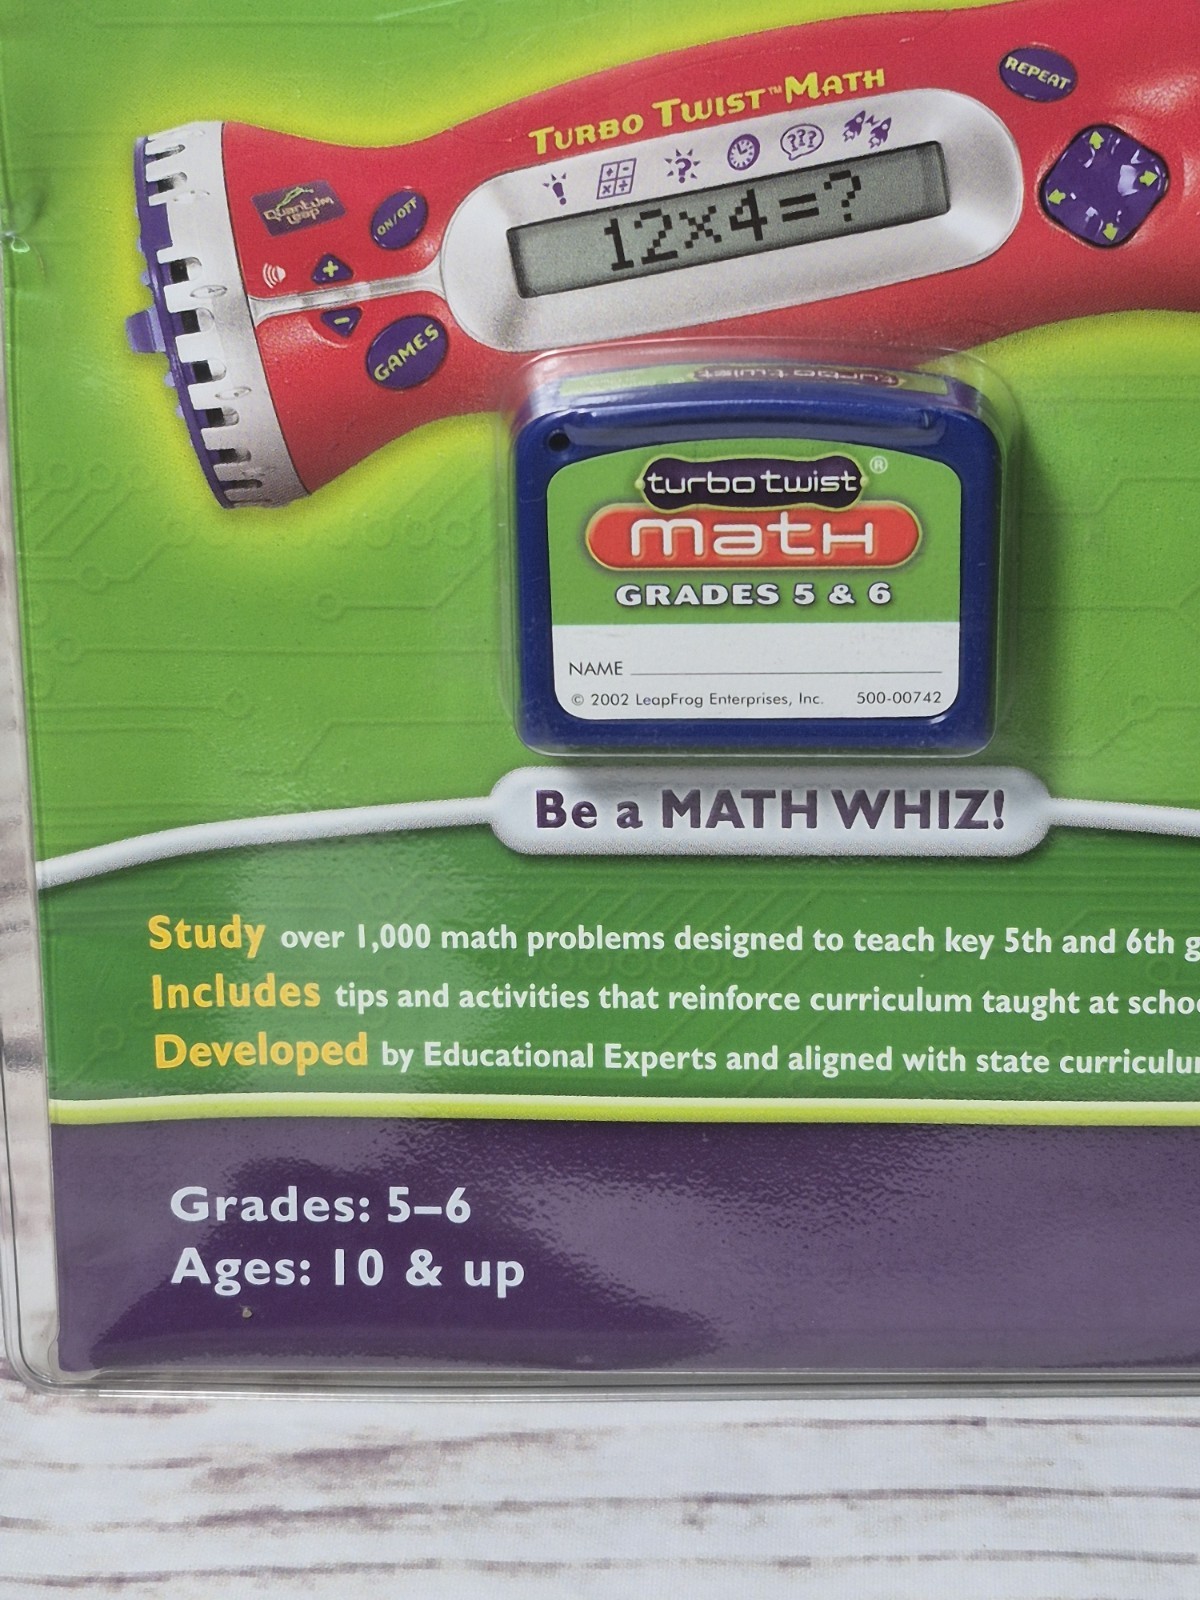 TURBO TWIST™ MATH
REPEAT
Quantum
Leap
ON/OFF
12x4=?
+
-
GAMES
turbo twist
turbo twist®
math
GRADES 5 & 6
NAME
© 2002 LeapFrog Enterprises, Inc. 500-00742
Be a MATH WHIZ!
Study over 1,000 math problems designed to teach key 5th and 6th g
Includes tips and activities that reinforce curriculum taught at schoo
Developed by Educational Experts and aligned with state curriculu
Grades: 5–6
Ages: 10 & up